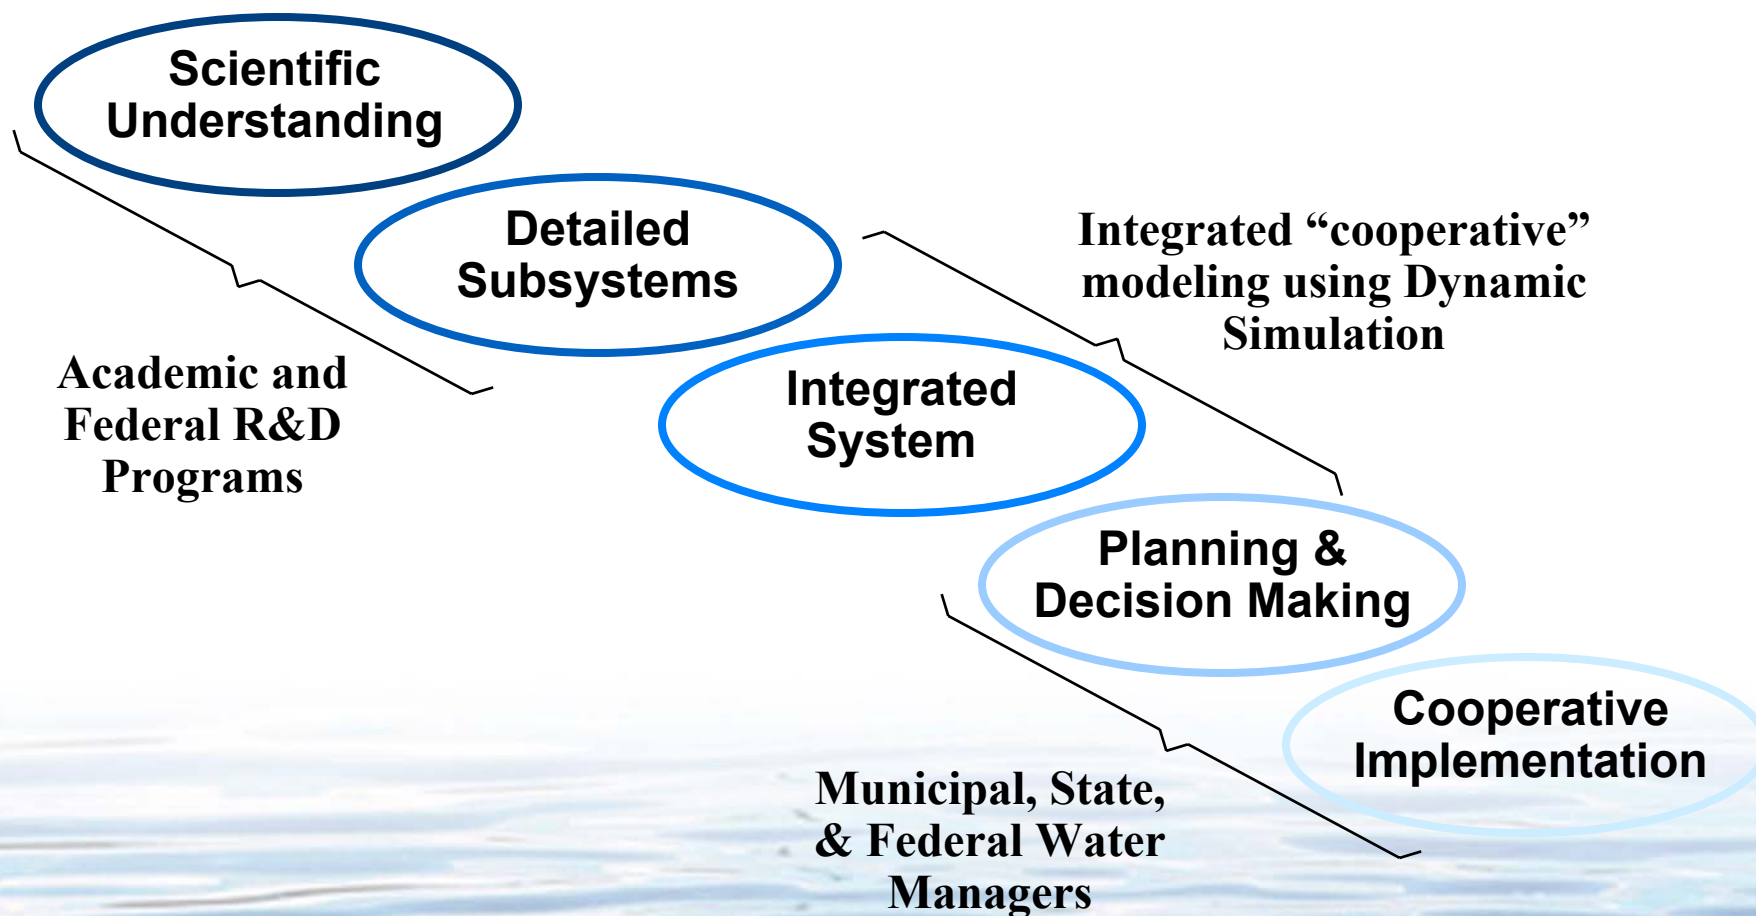 Scientific
Understanding
Detailed
Subsystems
Integrated “cooperative”
modeling using Dynamic
Simulation
Academic and
Federal R&D
Programs
Integrated
System
Planning &
Decision Making
Cooperative
Implementation
Municipal, State,
& Federal Water
Managers